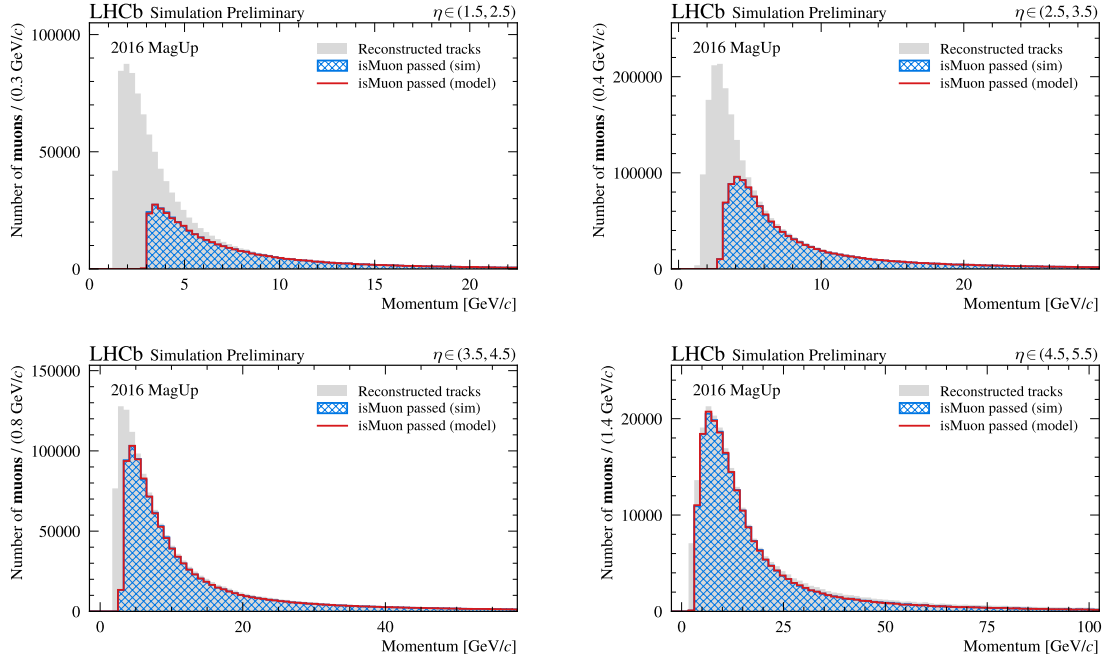 LHCb Simulation Preliminary η∈(1.5, 2.5)
2016 MagUp
Reconstructed tracks
isMuon passed (sim)
isMuon passed (model)
Number of muons / (0.3 GeV/c)
100000
50000
0
0 5 10 15 20
Momentum [GeV/c]
LHCb Simulation Preliminary η∈(2.5, 3.5)
2016 MagUp
Reconstructed tracks
isMuon passed (sim)
isMuon passed (model)
Number of muons / (0.4 GeV/c)
200000
100000
0
0 10 20
Momentum [GeV/c]
LHCb Simulation Preliminary η∈(3.5, 4.5)
2016 MagUp
Reconstructed tracks
isMuon passed (sim)
isMuon passed (model)
Number of muons / (0.8 GeV/c)
150000
100000
50000
0
0 20 40
Momentum [GeV/c]
LHCb Simulation Preliminary η∈(4.5, 5.5)
2016 MagUp
Reconstructed tracks
isMuon passed (sim)
isMuon passed (model)
Number of muons / (1.4 GeV/c)
20000
10000
0
0 25 50 75 100
Momentum [GeV/c]